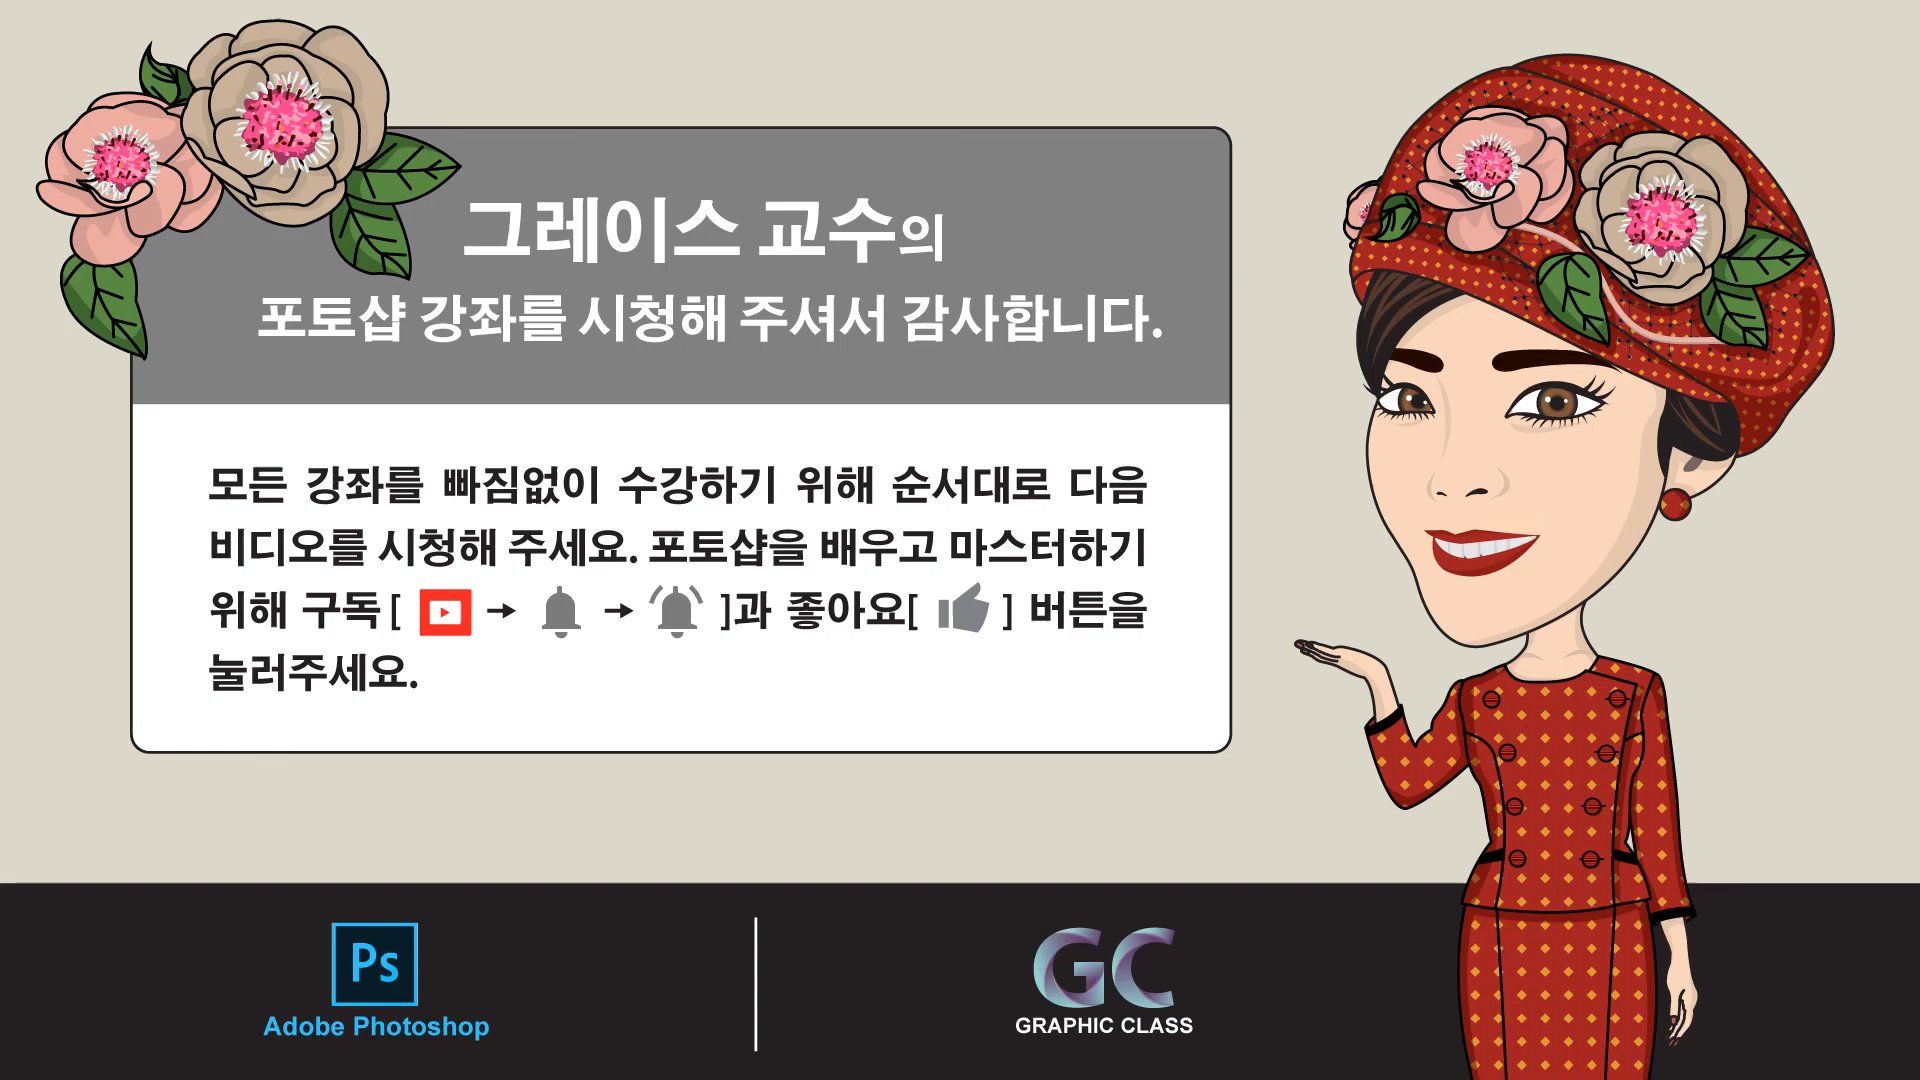 그레이스 교수의
포토샵 강좌를 시청해 주셔서 감사합니다.
모든 강좌를 빠짐없이 수강하기 위해 순서대로 다음
비디오를 시청해 주세요. 포토샵을 배우고 마스터하기
위해 구독[ → → ]과 좋아요[ ] 버튼을
눌러주세요.
Ps
Adobe Photoshop
GC
GRAPHIC CLASS